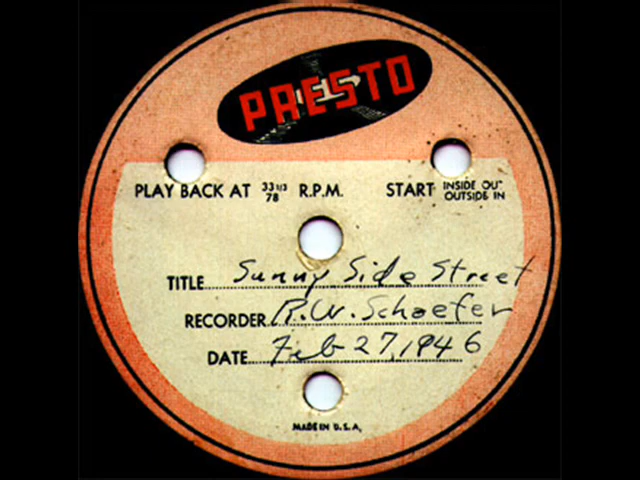 PRESTO
PLAY BACK AT 33 1/3 78 R.P.M. START INSIDE OUT OUTSIDE IN
TITLE Sunny Side Street
RECORDER R.W. Schaefer
DATE Feb 27, 1946
MADE IN U.S.A.